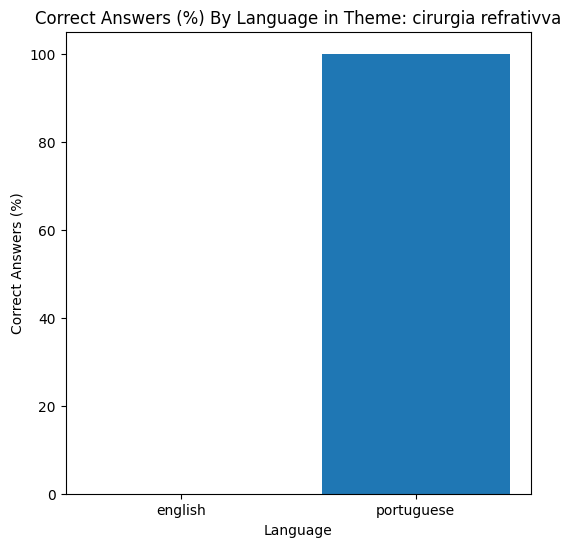 Correct Answers (%) By Language in Theme: cirurgia refrativva
100
80
60
40
20
0
Correct Answers (%)
english
portuguese
Language